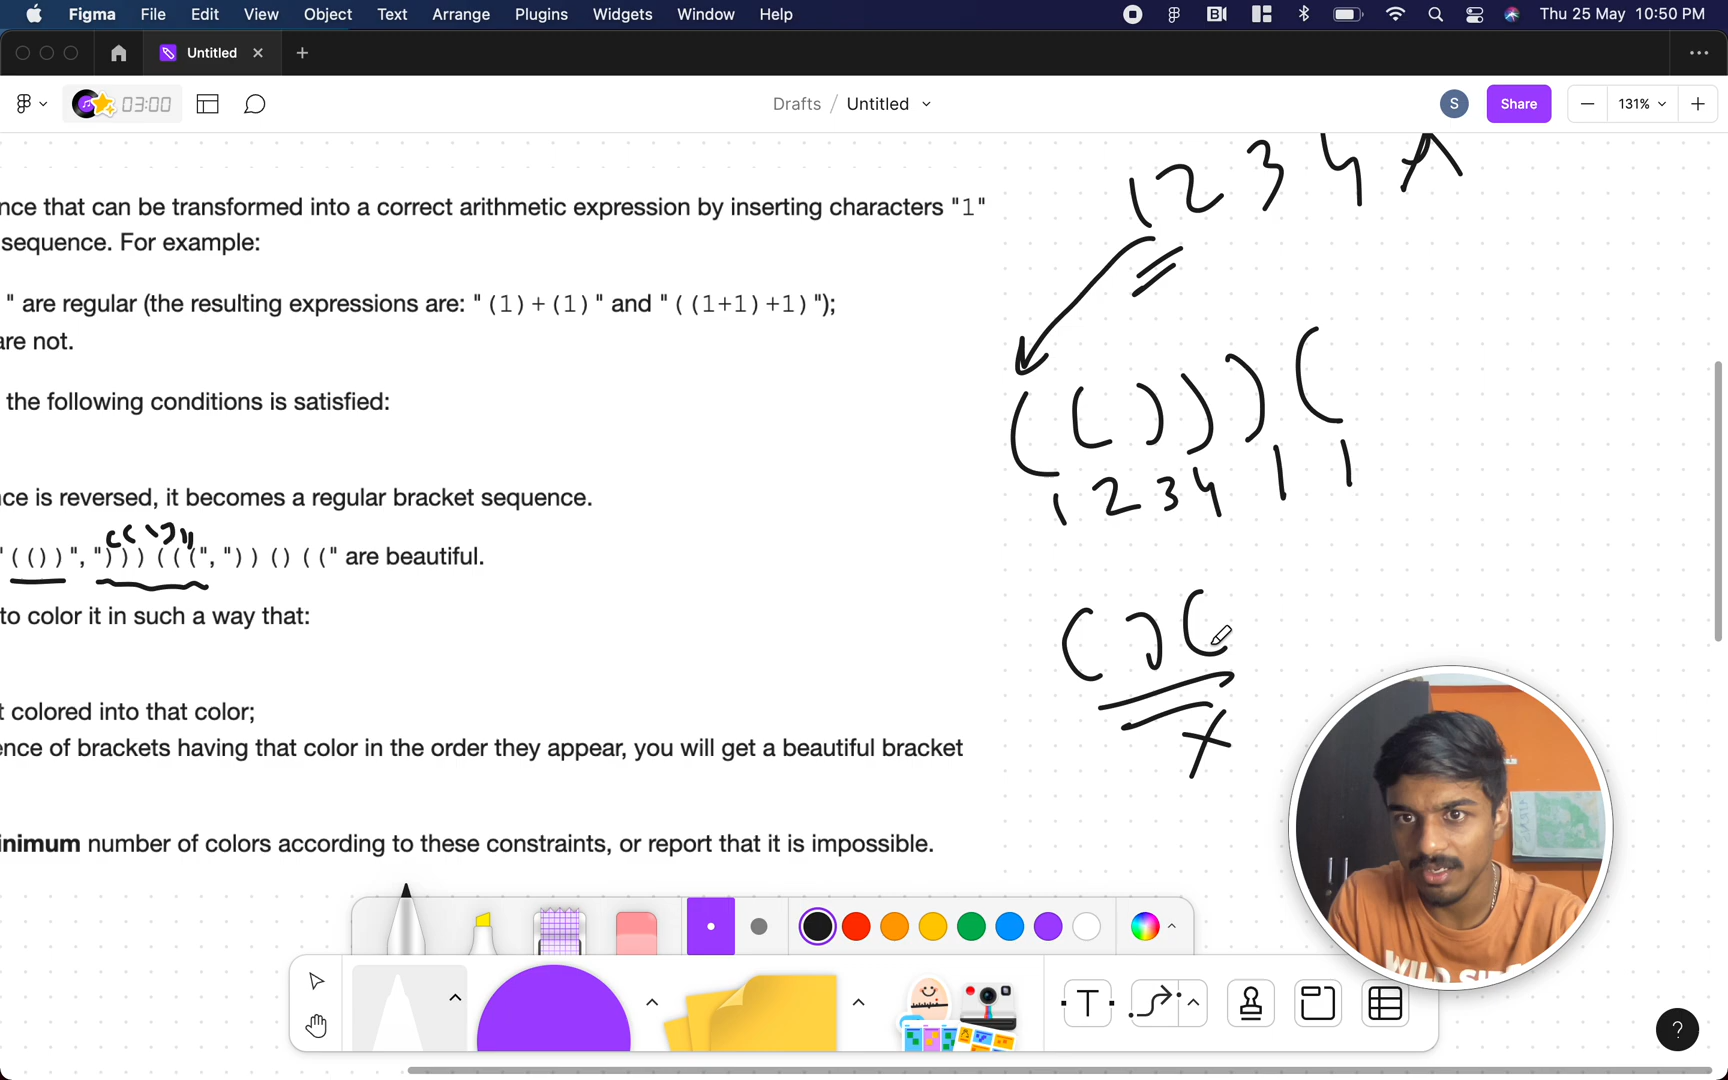 Figma File Edit View Object Text Arrange Plugins Widgets Window Help Thu 25 May 10:50 PM
Untitled
03:00 Drafts / Untitled S Share 131%
1 2 3 4
nce that can be transformed into a correct arithmetic expression by inserting characters "1"
sequence. For example:
" are regular (the resulting expressions are: "(1)+(1)" and "((1+1)+1)");
are not.
( ( ) ) ) (
the following conditions is satisfied:
1 2 3 4 1 1
nce is reversed, it becomes a regular bracket sequence.
"(())", ")))(((", "))()((" are beautiful.
to color it in such a way that:
( ) (
t colored into that color;
ence of brackets having that color in the order they appear, you will get a beautiful bracket
inimum number of colors according to these constraints, or report that it is impossible.
T
?